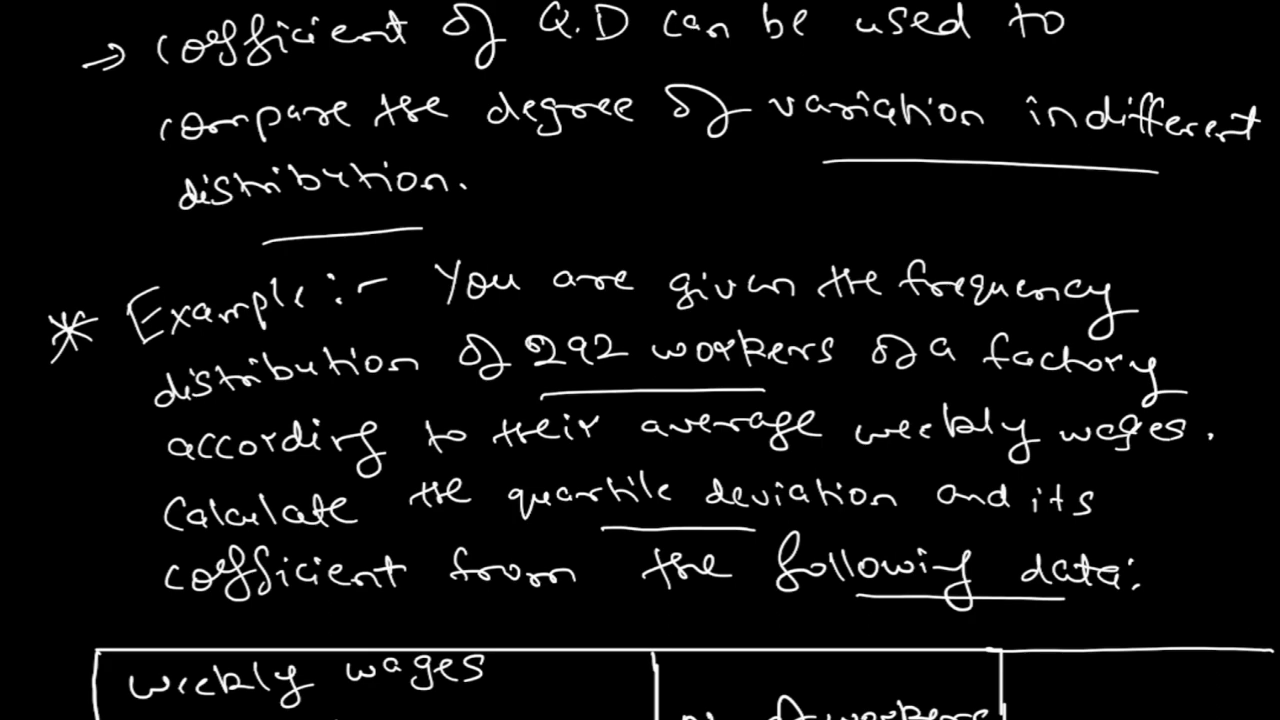 → Coefficient of Q.D can be used to
compare the degree of variation in different
distribution.
* Example:- You are given the frequency
distribution of 292 workers of a factory
according to their average weekly wages.
Calculate the quartile deviation and its
coefficient from the following data:
weekly wages
of workers